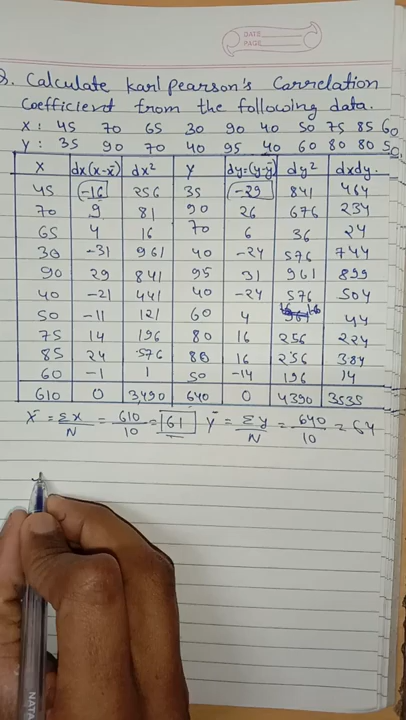 DATE
PAGE
Q. Calculate Karl Pearson's Correlation
Coefficient from the following data.
X : 45 70 65 30 90 40 50 75 85 60
Y : 35 90 70 40 95 40 60 80 80 50
X dx(x-x̄) dx² Y dy=(y-ȳ) dy² dxdy.
45 -16 256 35 -29 841 464
70 9 81 90 26 676 234
65 4 16 70 6 36 24
30 -31 961 40 -24 576 744
90 29 841 95 31 961 899
40 -21 441 40 -24 576 504
50 -11 121 60 4 16 44
75 14 196 80 16 256 224
85 24 576 80 16 256 384
60 -1 1 50 -14 196 14
610 0 3,490 640 0 4390 3535
X̄ = Σx/N = 610/10 = 61 Ȳ = Σy/N = 640/10 = 64
NATA